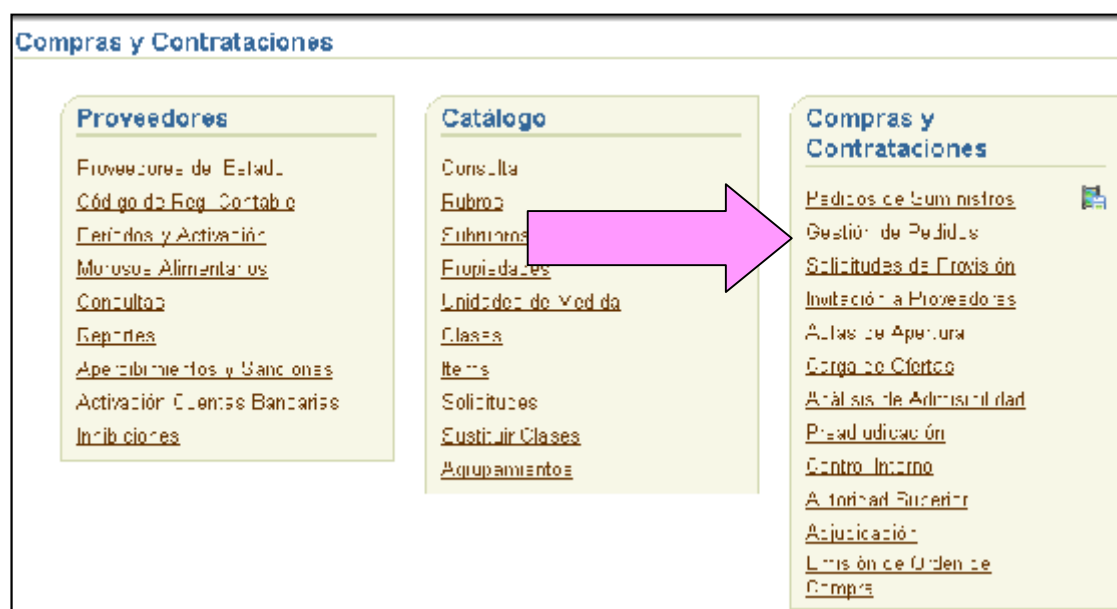 Compras y Contrataciones
Proveedores
Proveedores del Estado
Código de Reg. Contable
Períodos y Activación
Morosos Alimentarios
Consultas
Reportes
Apercibimientos y Sanciones
Activación Cuentas Bancarias
Inhibiciones
Catálogo
Consulta
Rubros
Subrubros
Propiedades
Unidades de Medida
Clases
Items
Solicitudes
Sustituir Clases
Agrupamientos
Compras y
Contrataciones
Pedidos de Suministros
Gestión de Pedidos
Solicitudes de Provisión
Invitación a Proveedores
Actas de Apertura
Carga de Ofertas
Análisis de Admisibilidad
Preadjudicación
Control Interno
Autoridad Superior
Adjudicación
Emisión de Orden de
Compra